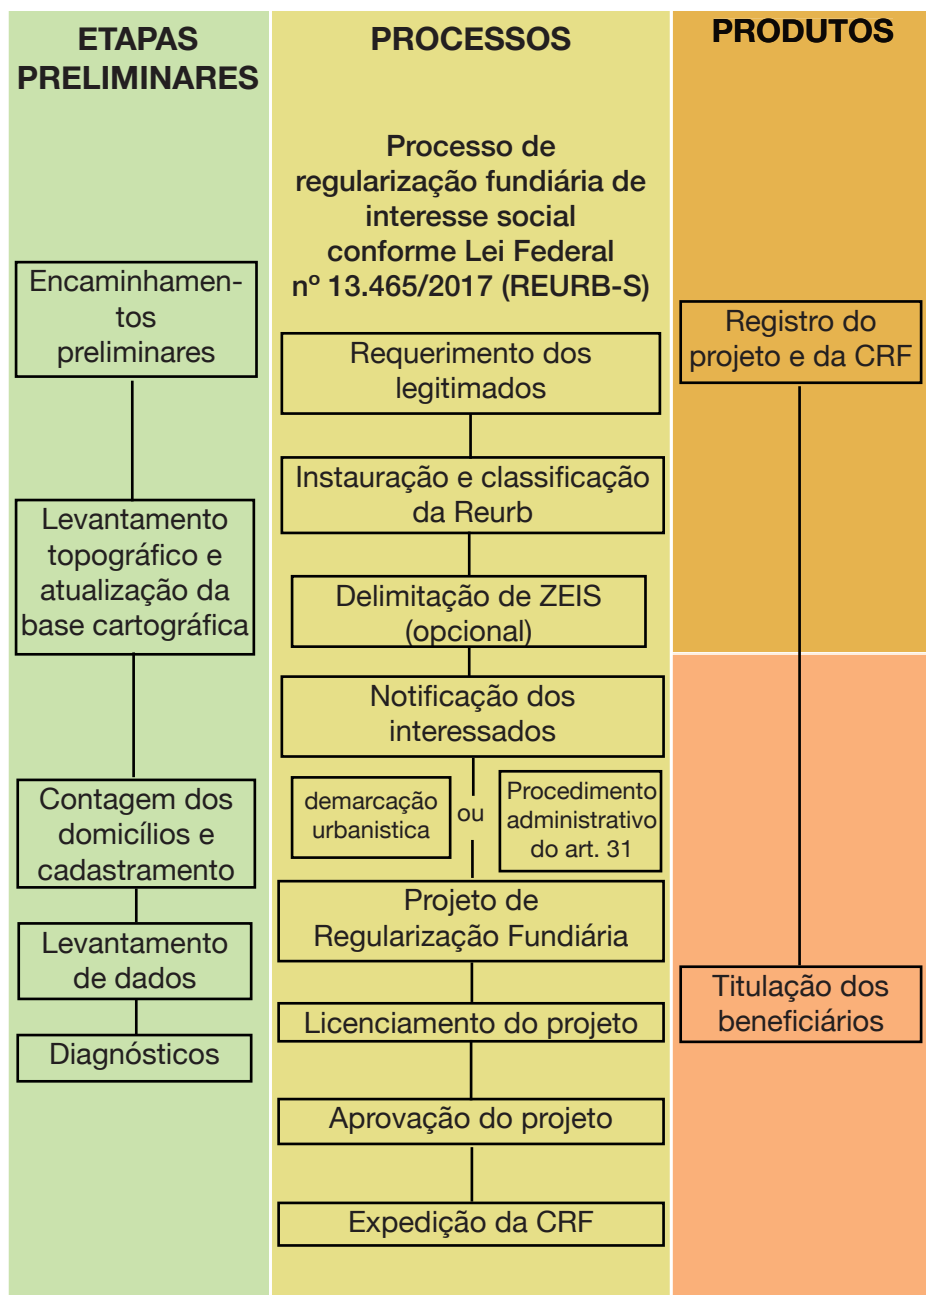 ETAPAS
PRELIMINARES
Encaminhamen-
tos
preliminares
Levantamento
topográfico e
atualização da
base cartográfica
Contagem dos
domicílios e
cadastramento
Levantamento
de dados
Diagnósticos
PROCESSOS
Processo de
regularização fundiária de
interesse social
conforme Lei Federal
nº 13.465/2017 (REURB-S)
Requerimento dos
legitimados
Instauração e classificação
da Reurb
Delimitação de ZEIS
(opcional)
Notificação dos
interessados
demarcação
urbanistica
ou
Procedimento
administrativo
do art. 31
Projeto de
Regularização Fundiária
Licenciamento do projeto
Aprovação do projeto
Expedição da CRF
PRODUTOS
Registro do
projeto e da CRF
Titulação dos
beneficiários